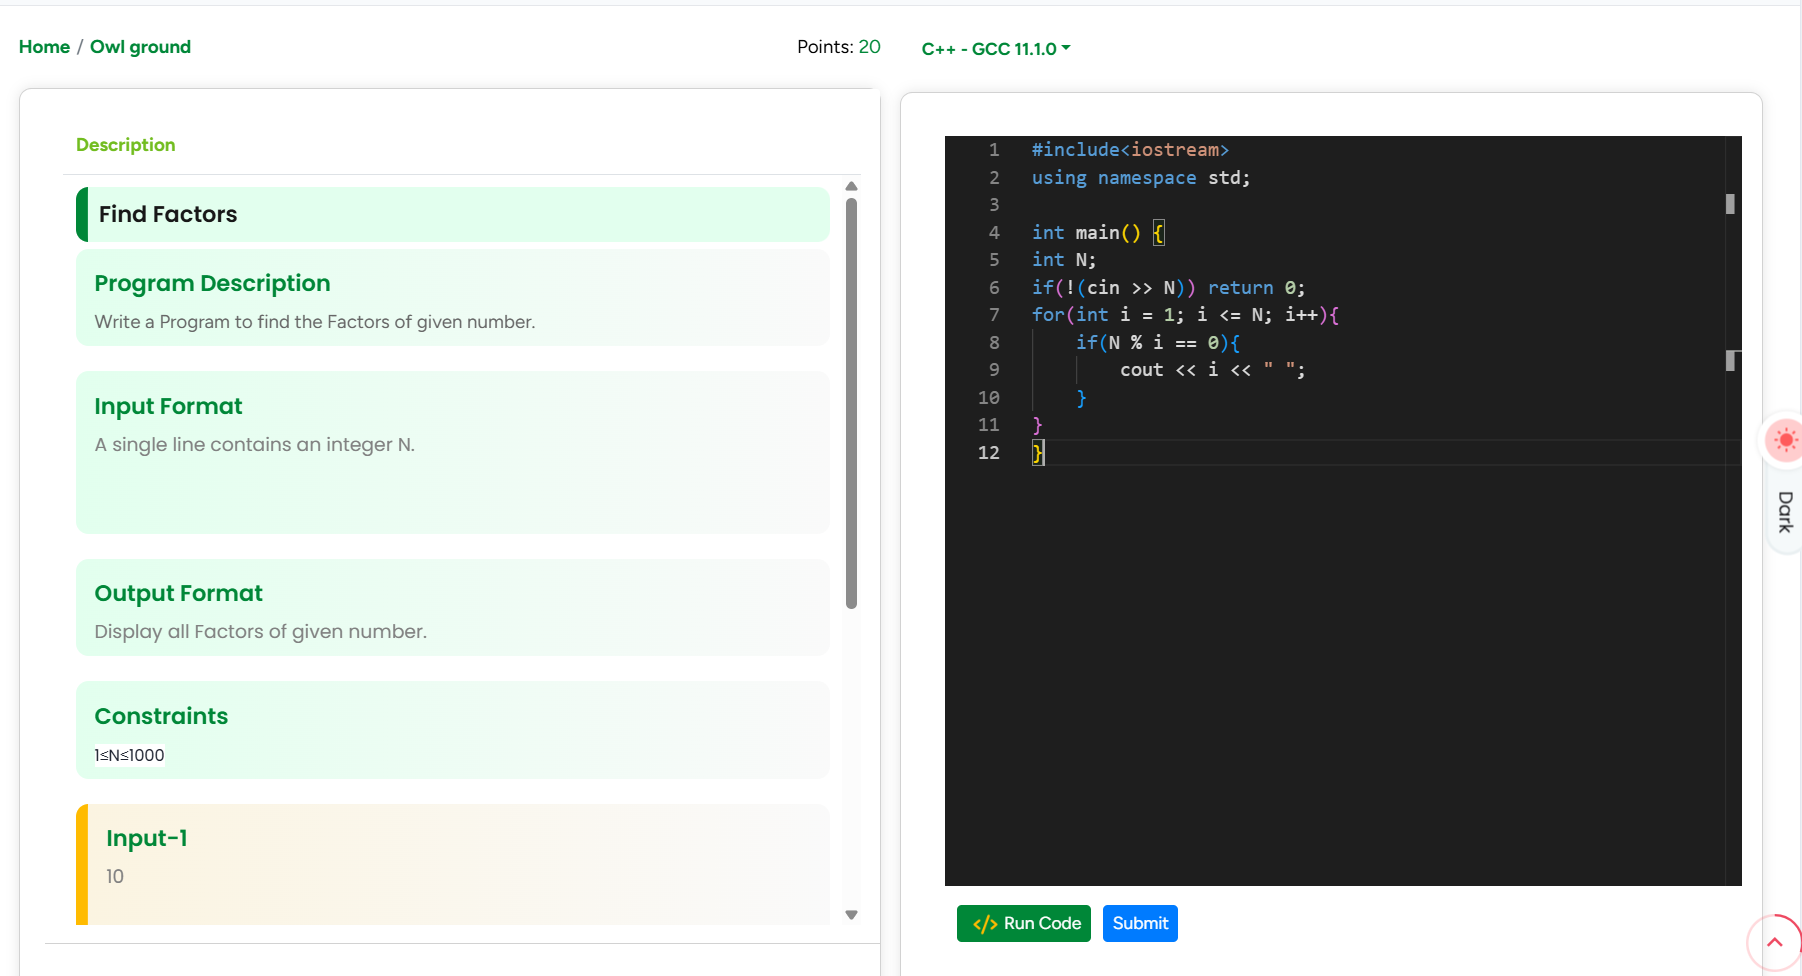 Home / Owl ground
Points: 20
C++ - GCC 11.1.0
Description
Find Factors
Program Description
Write a Program to find the Factors of given number.
Input Format
A single line contains an integer N.
Output Format
Display all Factors of given number.
Constraints
1≤N≤1000
Input-1
10
1 #include<iostream>
2 using namespace std;
3
4 int main() {
5 int N;
6 if(!(cin >> N)) return 0;
7 for(int i = 1; i <= N; i++){
8     if(N % i == 0){
9         cout << i << " ";
10     }
11 }
12 }
</> Run Code
Submit
Dark